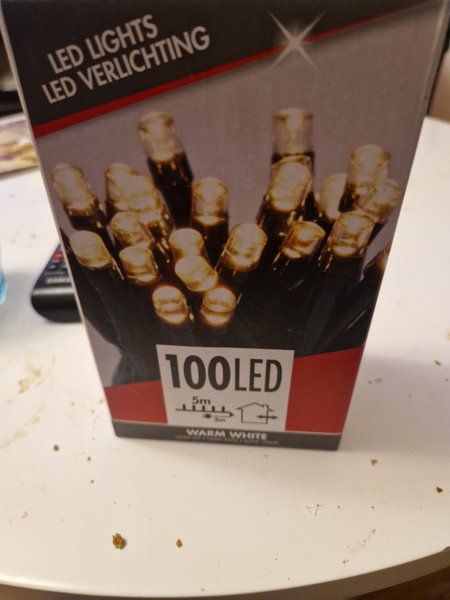 LED LIGHTS
LED VERLICHTING
100LED
5m
3m
WARM WHITE